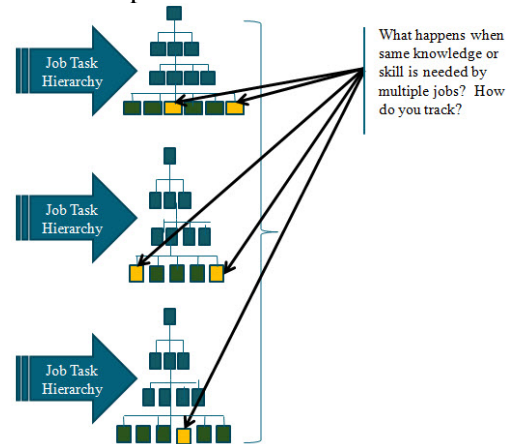 What happens when
same knowledge or
skill is needed by
multiple jobs? How
do you track?
Job Task
Hierarchy
Job Task
Hierarchy
Job Task
Hierarchy